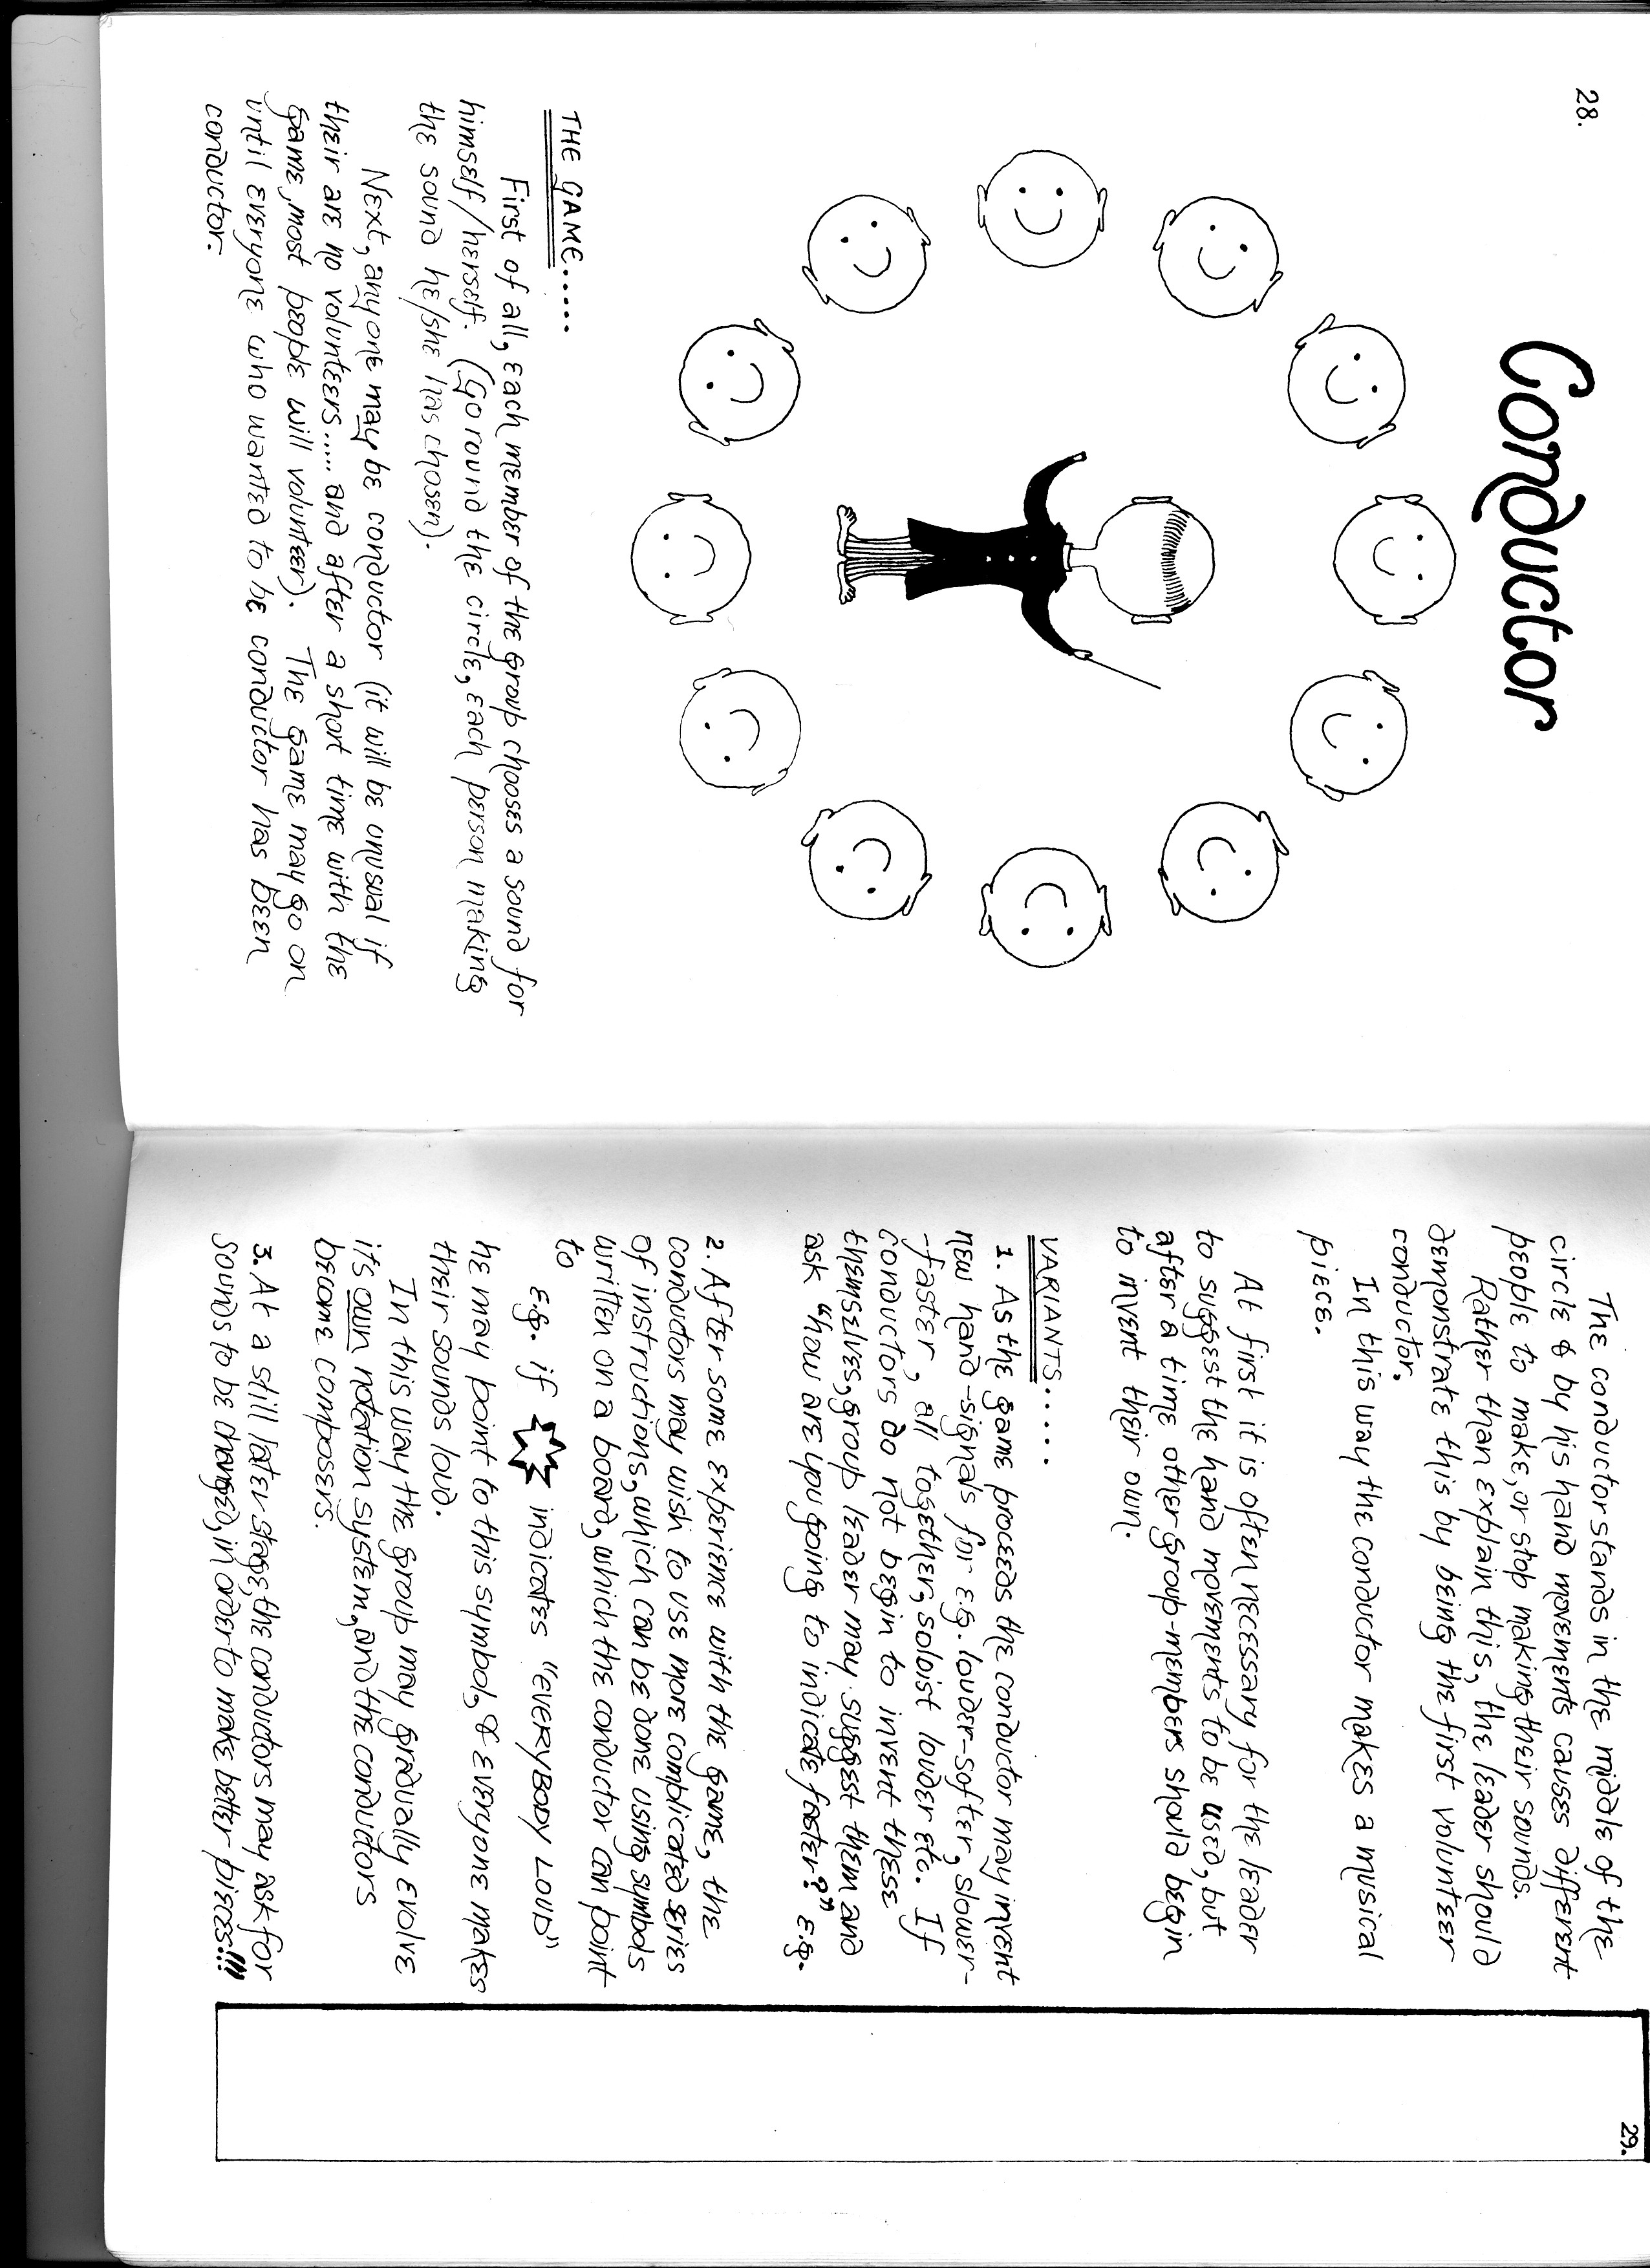 28.
Conductor
THE GAME.....
First of all, each member of the group chooses a sound for
himself/herself. (Go round the circle, each person making
the sound he/she has chosen).
Next, anyone may be conductor (it will be unusual if
their are no volunteers..... and after a short time with the
game, most people will volunteer). The game may go on
until everyone who wanted to be conductor has been
conductor.
The conductor stands in the middle of the
circle & by his hand movements causes different
people to make, or stop making their sounds.
Rather than explain this, the leader should
demonstrate this by being the first volunteer
conductor.
In this way the conductor makes a musical
piece.
At first it is often necessary for the leader
to suggest the hand movements to be used, but
after a time other group-members should begin
to invent their own.
VARIANTS.....
1. As the game proceeds the conductor may invent
new hand-signals for e.g. louder-softer, slower-
-faster, all together, soloist louder etc. If
conductors do not begin to invent these
themselves, group leader may suggest them and
ask "how are you going to indicate faster?" e.g.
2. After some experience with the game, the
conductors may wish to use more complicated series
of instructions, which can be done using symbols
written on a board, which the conductor can point
to
e.g. if indicates "EVERYBODY LOUD"
he may point to this symbol, & everyone makes
their sounds loud.
In this way the group may gradually evolve
its own notation system, and the conductors
become composers.
3. At a still later stage, the conductors may ask for
sounds to be changed, in order to make better pieces!!!
29.